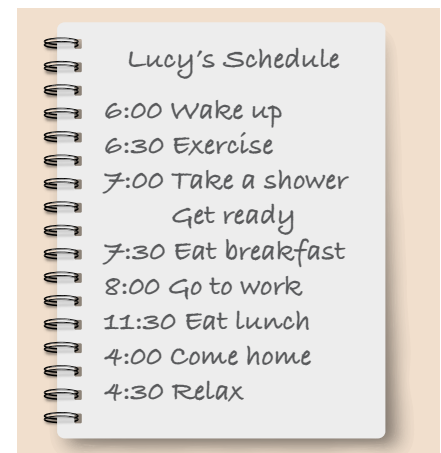 Lucy's Schedule
6:00 Wake up
6:30 Exercise
7:00 Take a shower
Get ready
7:30 Eat breakfast
8:00 Go to work
11:30 Eat lunch
4:00 Come home
4:30 Relax